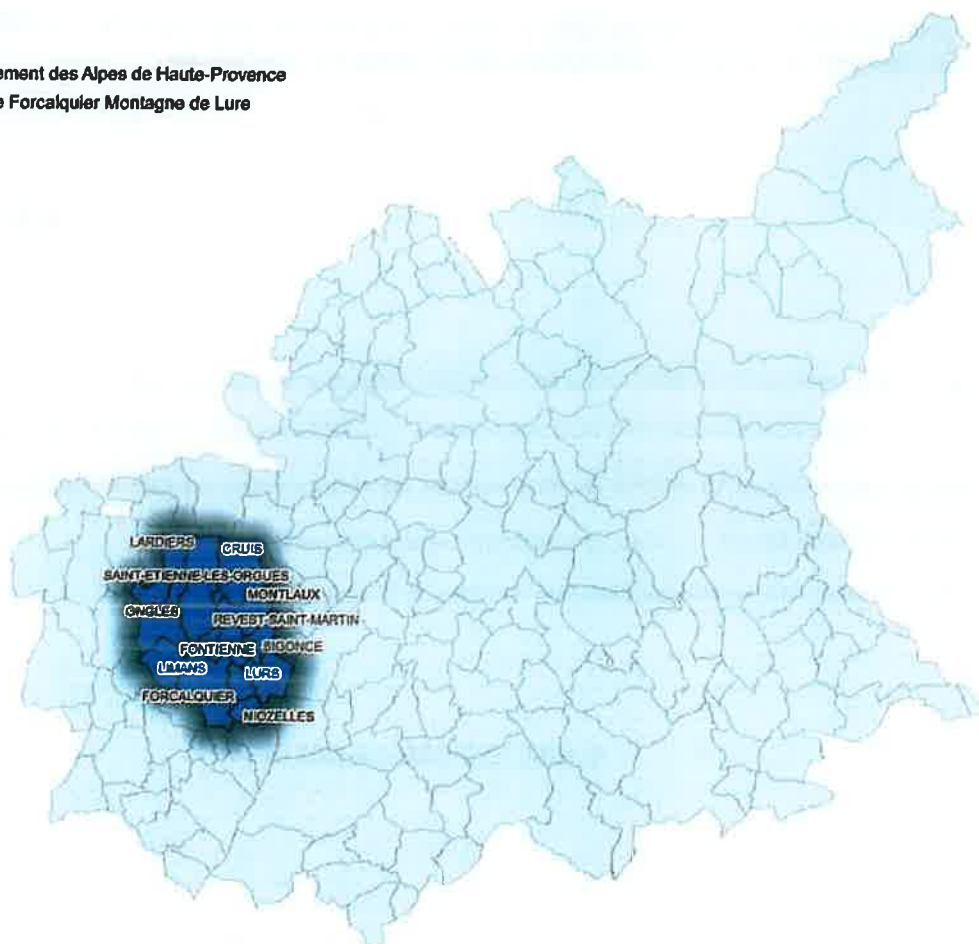 ement des Alpes de Haute-Provence
e Forcalquier Montagne de Lure
LARDIERS
CRUIS
SAINT-ETIENNE-LES-ORGUES
MONTLAUX
ONGLES
REVEST-SAINT-MARTIN
FONTIENNE
SIGONCE
LIMANS
LURS
FORCALQUIER
NIOZELLES